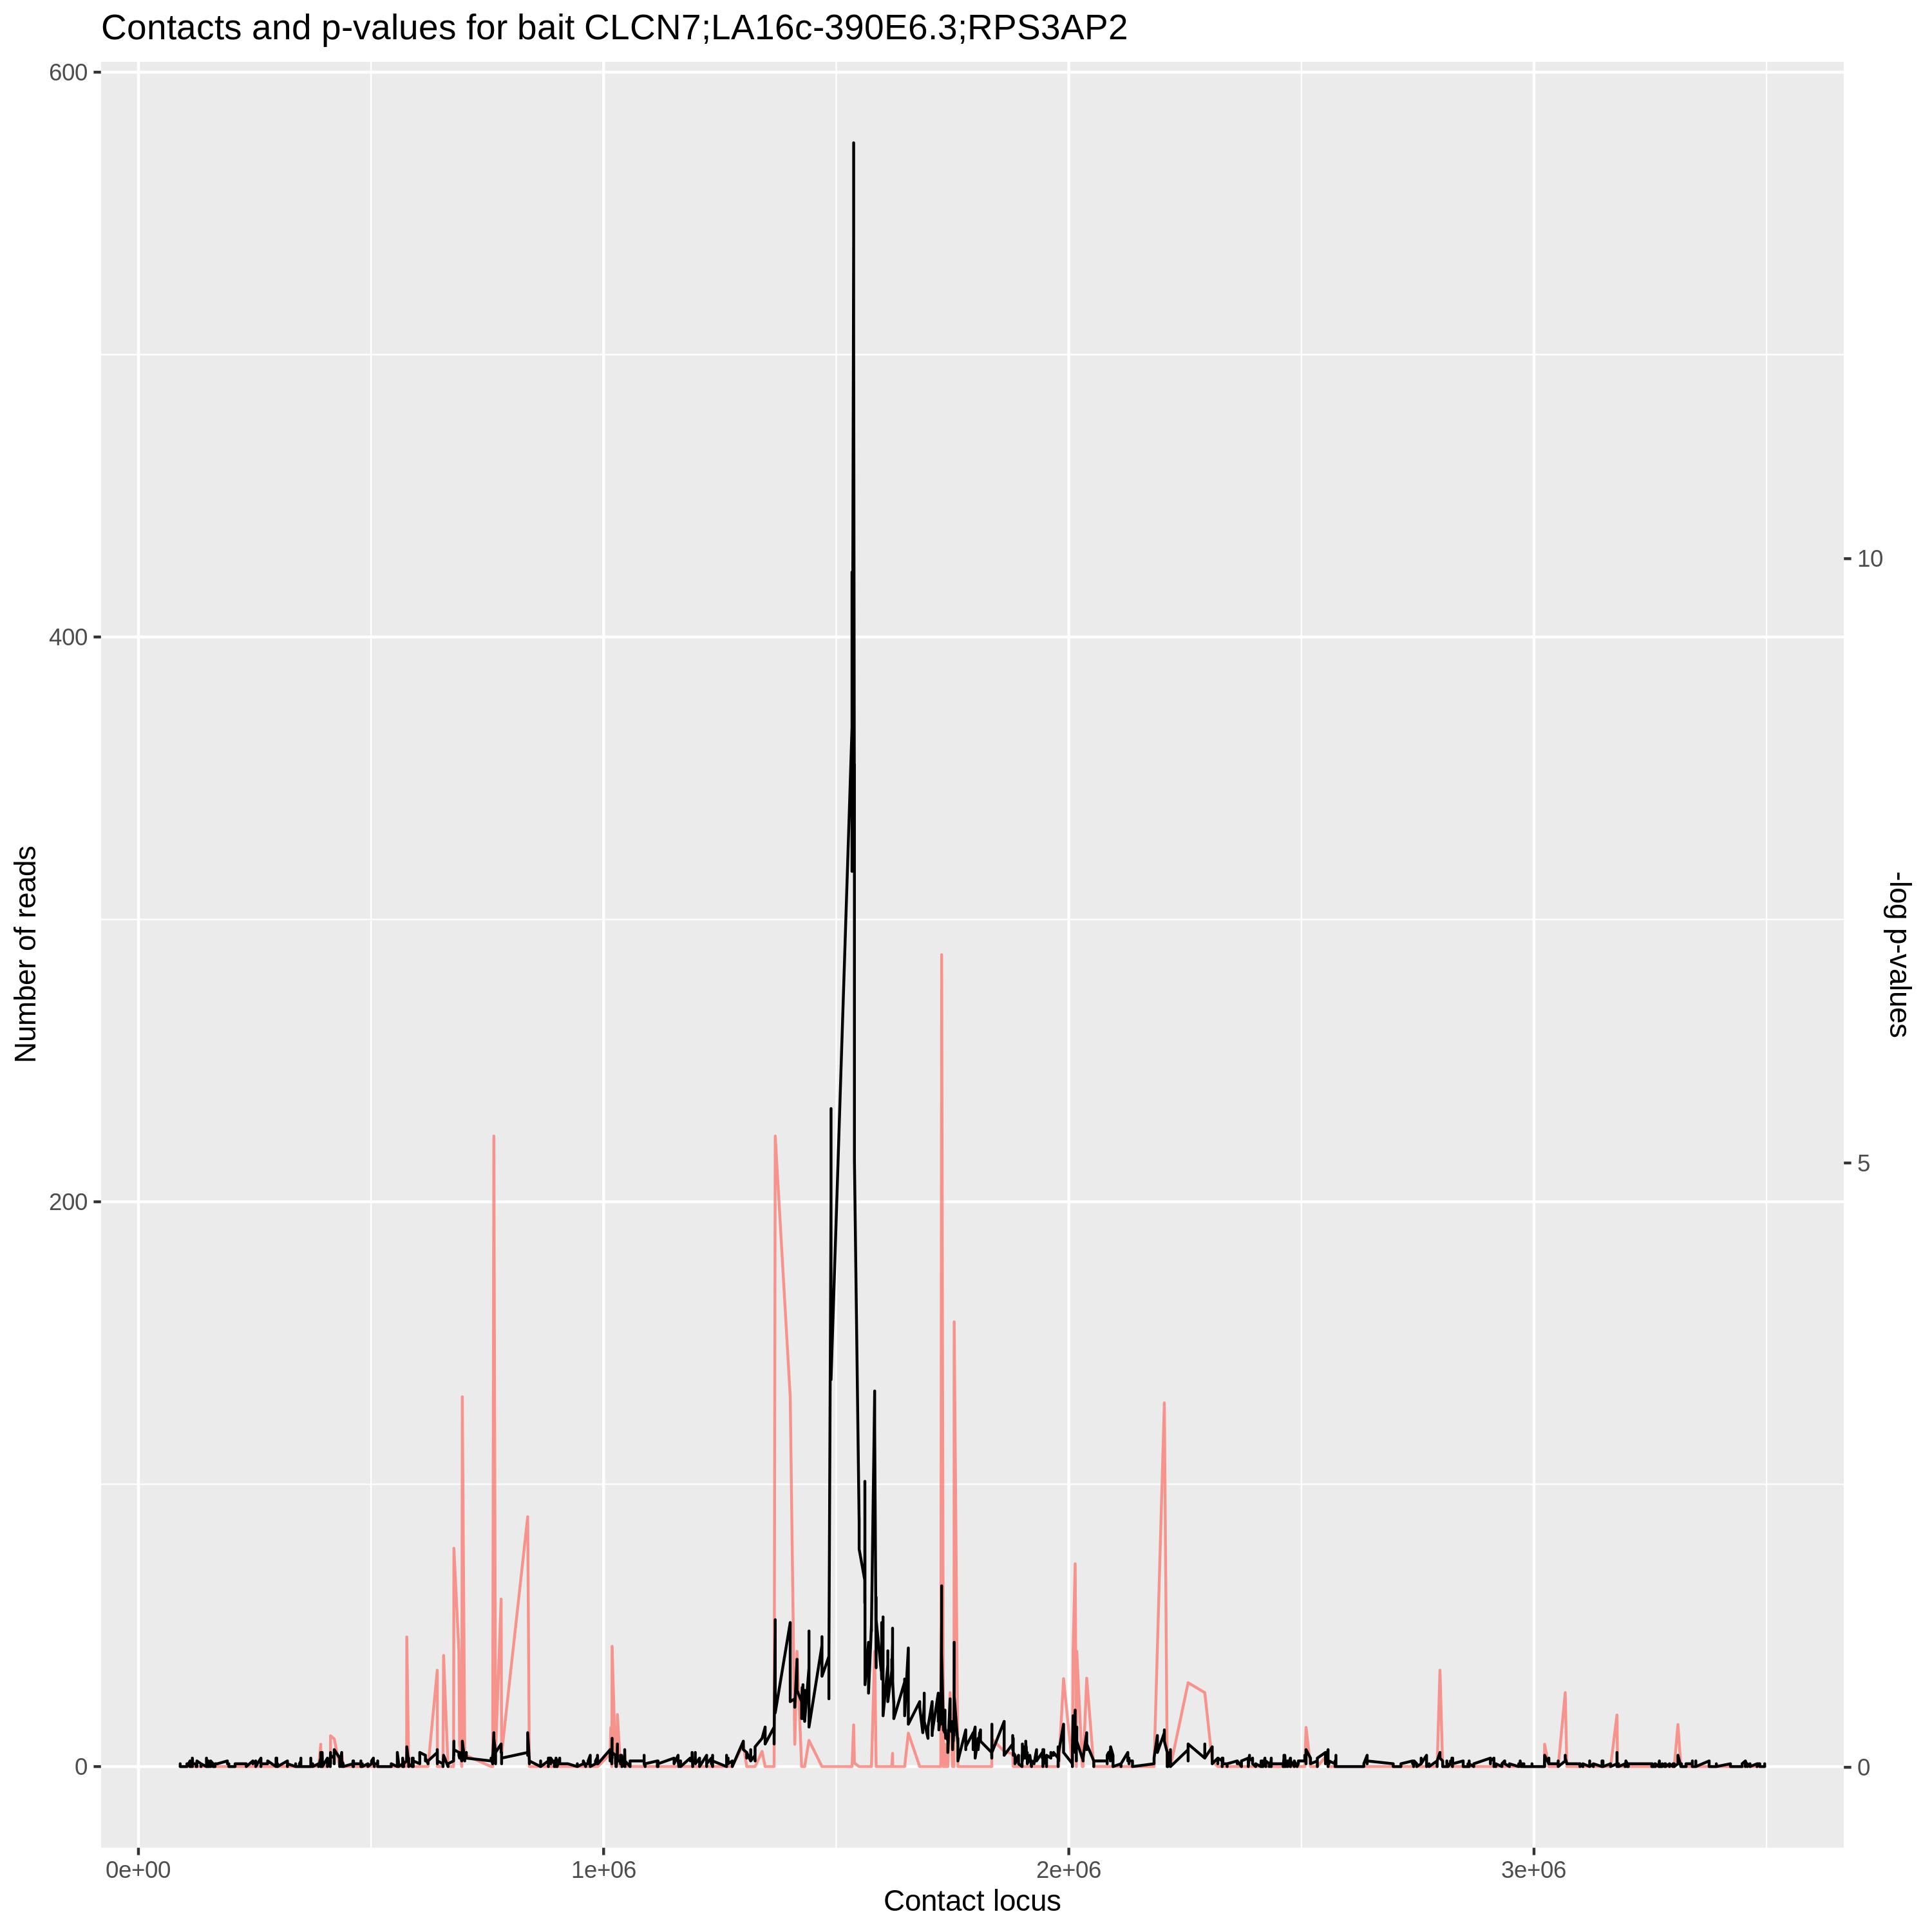 Contacts and p-values for bait CLCN7;LA16c-390E6.3;RPS3AP2
600
400
200
0
Number of reads
10
5
0
-log p-values
0e+00
1e+06
2e+06
3e+06
Contact locus